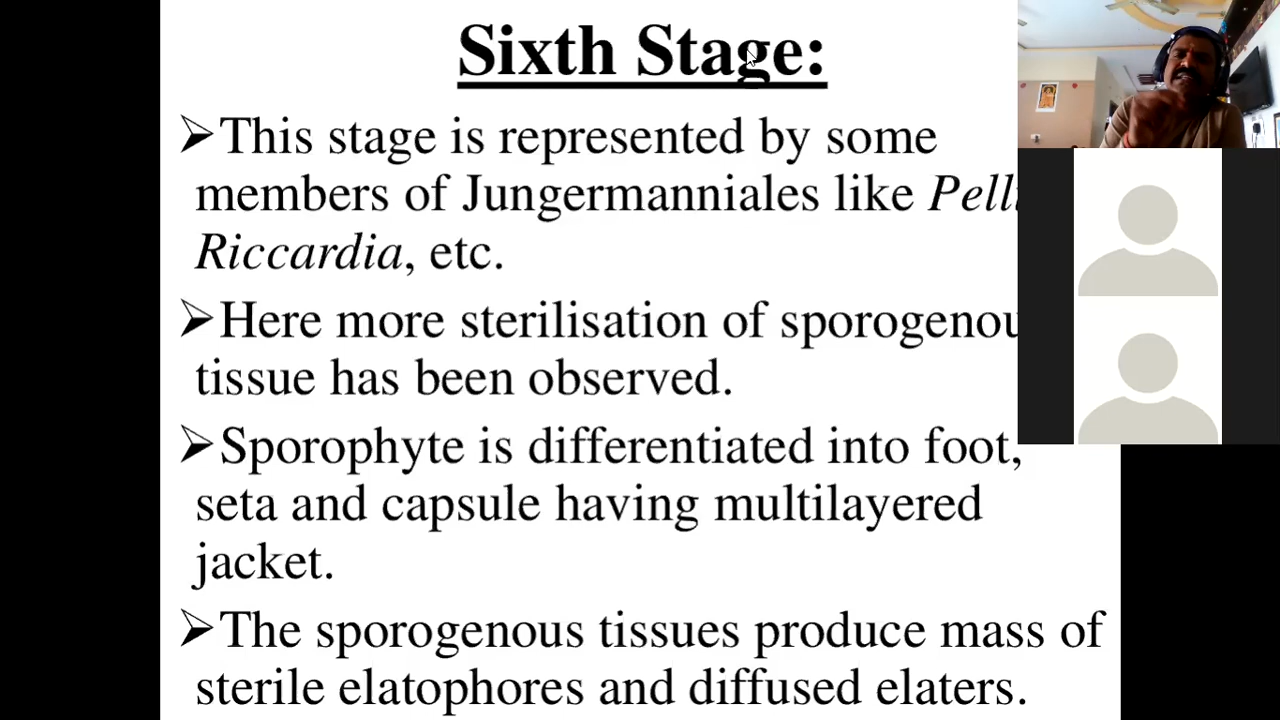 Sixth Stage:
➢This stage is represented by some
members of Jungermanniales like
Riccardia, etc.
➢Here more sterilisation of
tissue has been observed.
➢Sporophyte is differentiated into foot,
seta and capsule having multilayered
jacket.
➢The sporogenous tissues produce mass of
sterile elatophores and diffused elaters.